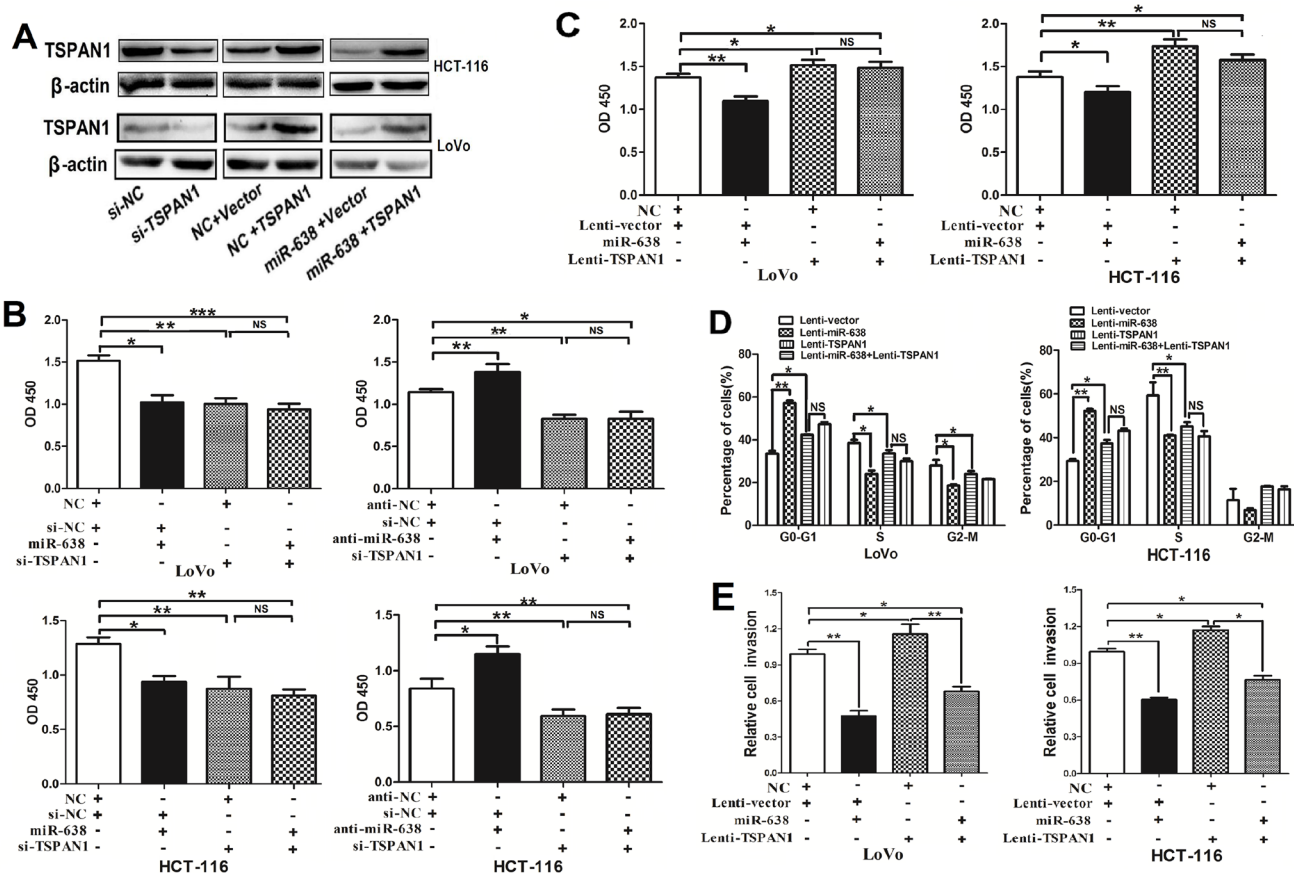 A
TSPAN1
β-actin
HCT-116
TSPAN1
β-actin
LoVo
si-NC
si-TSPAN1
NC+Vector
NC +TSPAN1
miR-638 +Vector
miR-638 +TSPAN1
B
***
** NS
*
2.0
1.5
1.0
0.5
0.0
OD 450
NC + - + -
si-NC + + - -
miR-638 - + - +
si-TSPAN1 - - + +
LoVo
*
** NS
**
2.0
1.5
1.0
0.5
0.0
OD 450
anti-NC + - + -
si-NC + + - -
anti-miR-638 - + - +
si-TSPAN1 - - + +
LoVo
**
** NS
*
1.5
1.0
0.5
0.0
OD 450
NC + - + -
si-NC + + - -
miR-638 - + - +
si-TSPAN1 - - + +
HCT-116
**
** NS
*
1.5
1.0
0.5
0.0
OD 450
anti-NC + - + -
si-NC + + - -
anti-miR-638 - + - +
si-TSPAN1 - - + +
HCT-116
C
*
* NS
**
2.0
1.5
1.0
1.5
0.0
OD 450
NC + - + -
Lenti-vector + + - -
miR-638 - + - +
Lenti-TSPAN1 - - + +
LoVo
*
** NS
*
2.0
1.5
1.0
1.5
0.0
OD 450
NC + - + -
Lenti-vector + + - -
miR-638 - + - +
Lenti-TSPAN1 - - + +
HCT-116
D
Lenti-vector
Lenti-miR-638
Lenti-TSPAN1
Lenti-miR-638+Lenti-TSPAN1
80
60
40
20
0
Percentage of cells(%)
*
** NS
*
* NS
*
*
G0-G1 S G2-M
LoVo
Lenti-vector
Lenti-miR-638
Lenti-TSPAN1
Lenti-miR-638+Lenti-TSPAN1
80
60
40
20
0
Percentage of cells(%)
*
** NS
*
** NS
G0-G1 S G2-M
HCT-116
E
*
* **
**
1.5
1.2
0.9
0.6
0.3
0.0
Relative cell invasion
NC + - + -
Lenti-vector + + - -
miR-638 - + - +
Lenti-TSPAN1 - - + +
LoVo
*
* *
**
1.5
1.2
0.9
0.6
0.3
0.0
Relative cell invasion
NC + - + -
Lenti-vector + + - -
miR-638 - + - +
Lenti-TSPAN1 - - + +
HCT-116